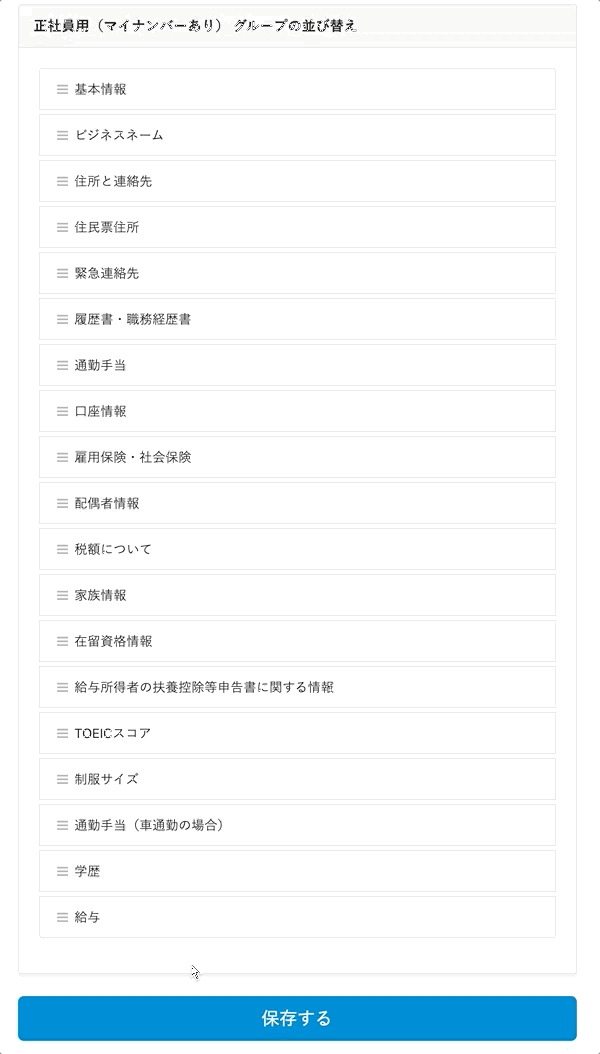 正社員用（マイナンバーあり） グループの並び替え
基本情報
ビジネスネーム
住所と連絡先
住民票住所
緊急連絡先
履歴書・職務経歴書
通勤手当
口座情報
雇用保険・社会保険
配偶者情報
税額について
家族情報
在留資格情報
給与所得者の扶養控除等申告書に関する情報
TOEICスコア
制服サイズ
通勤手当（車通勤の場合）
学歴
給与
保存する